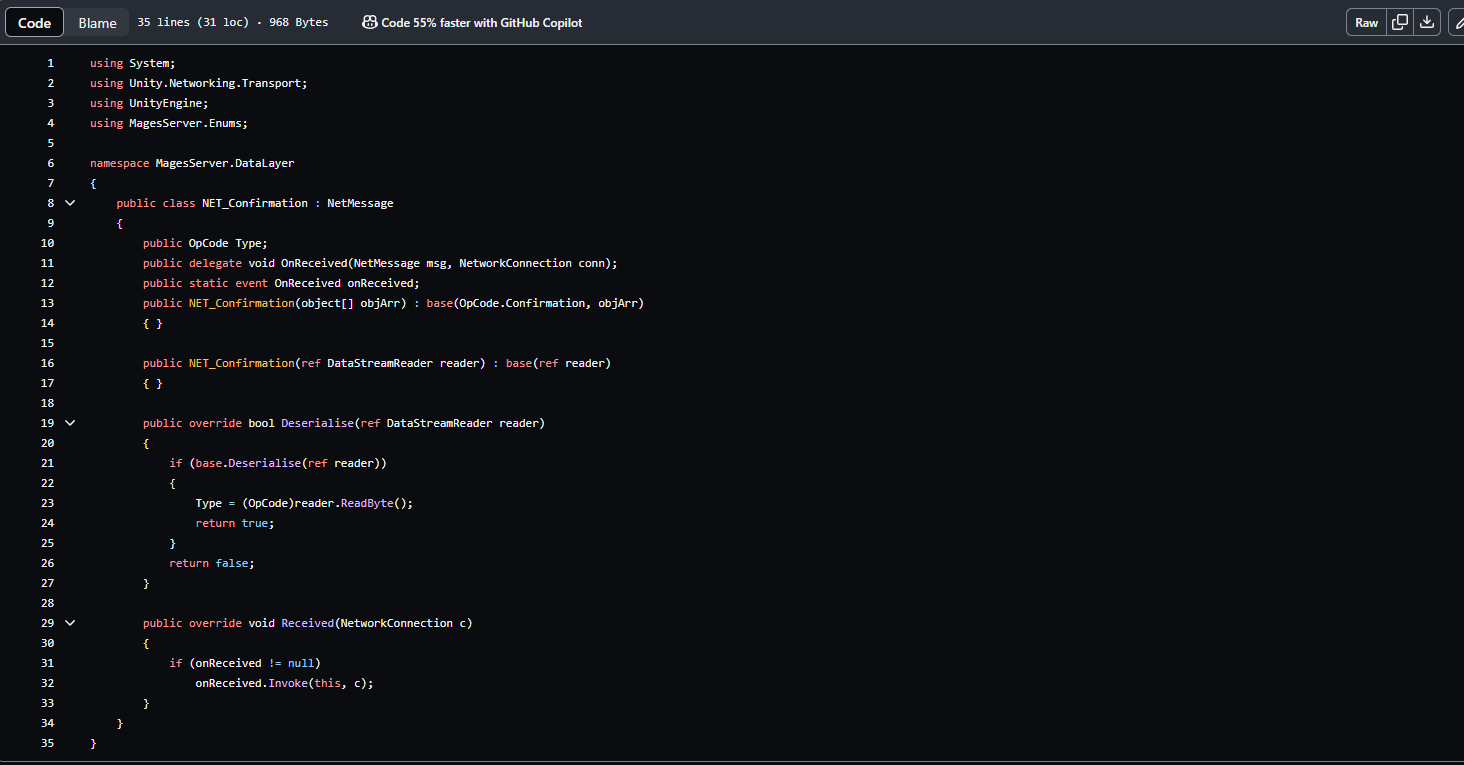 Code Blame 35 lines (31 loc) · 968 Bytes Code 55% faster with GitHub Copilot Raw
1 using System;
2 using Unity.Networking.Transport;
3 using UnityEngine;
4 using MagesServer.Enums;
5
6 namespace MagesServer.DataLayer
7 {
8 public class NET_Confirmation : NetMessage
9 {
10 public OpCode Type;
11 public delegate void OnReceived(NetMessage msg, NetworkConnection conn);
12 public static event OnReceived onReceived;
13 public NET_Confirmation(object[] objArr) : base(OpCode.Confirmation, objArr)
14 { }
15
16 public NET_Confirmation(ref DataStreamReader reader) : base(ref reader)
17 { }
18
19 public override bool Deserialise(ref DataStreamReader reader)
20 {
21 if (base.Deserialise(ref reader))
22 {
23 Type = (OpCode)reader.ReadByte();
24 return true;
25 }
26 return false;
27 }
28
29 public override void Received(NetworkConnection c)
30 {
31 if (onReceived != null)
32 onReceived.Invoke(this, c);
33 }
34 }
35 }